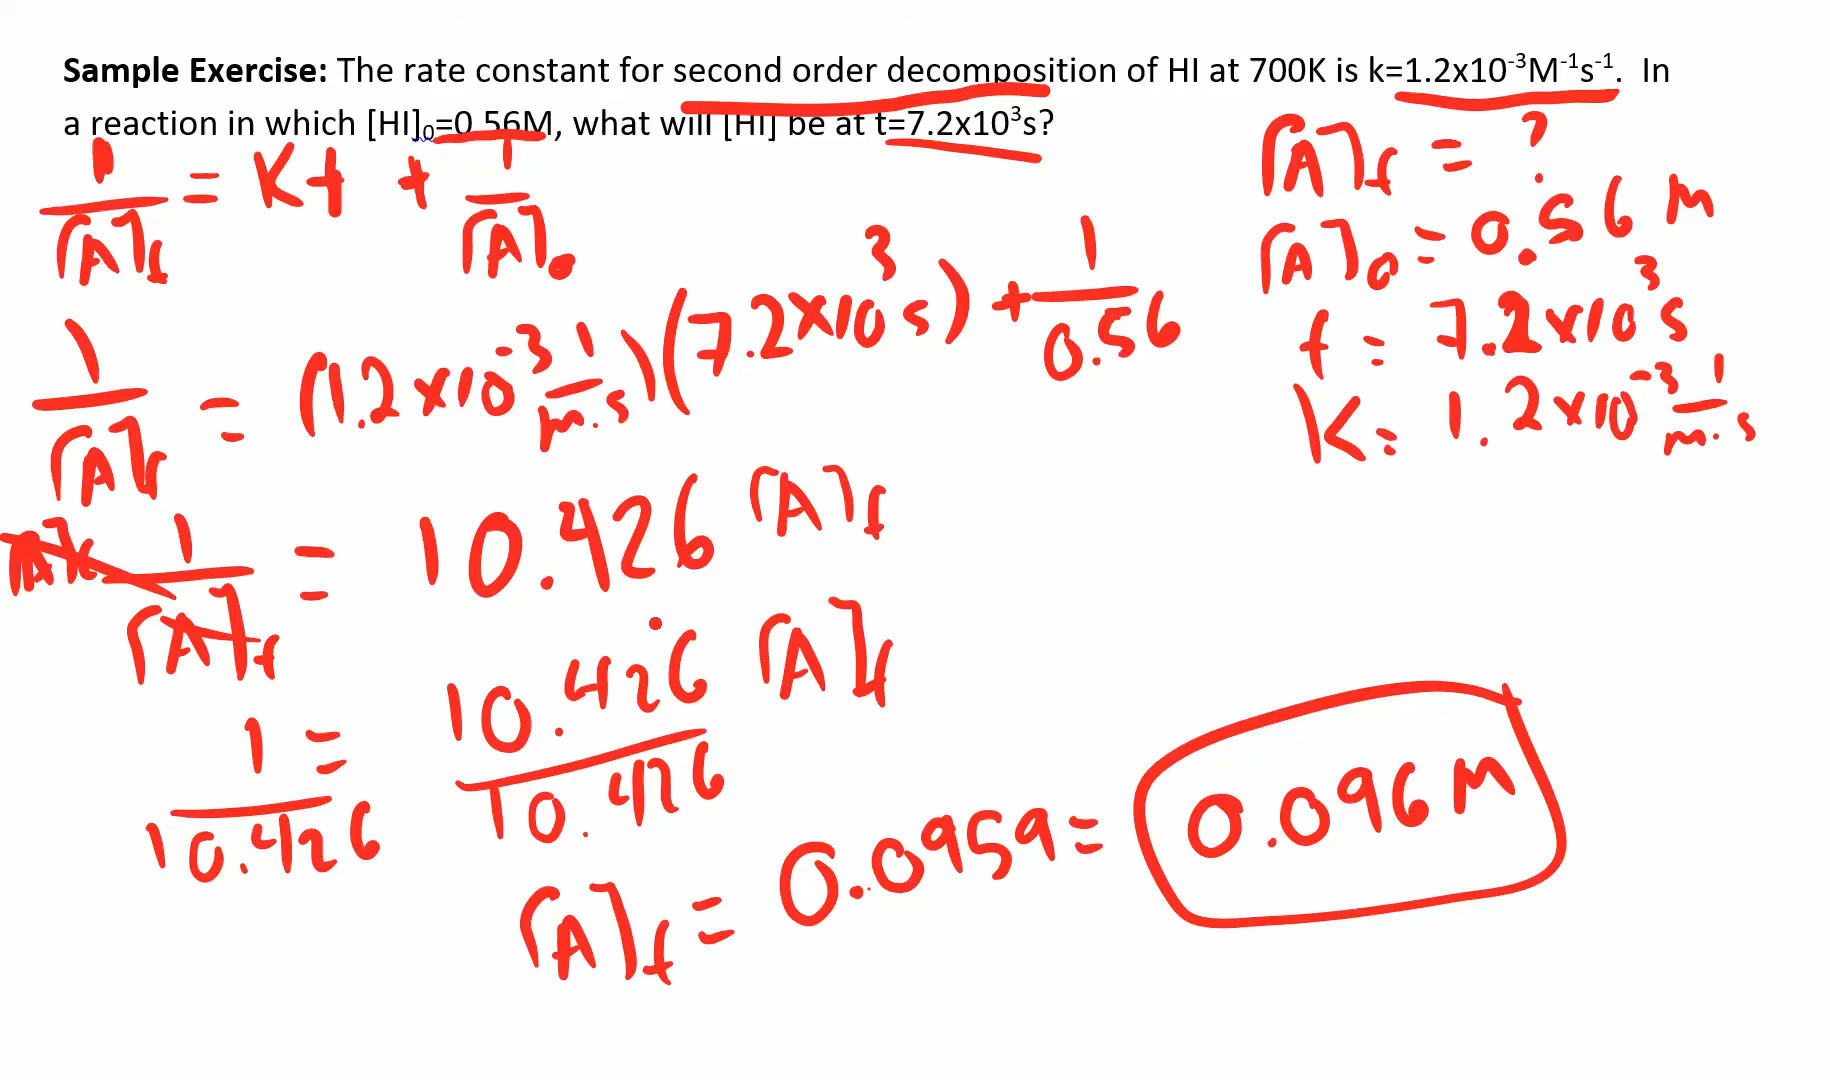 Sample Exercise: The rate constant for second order decomposition of HI at 700K is k=1.2x10⁻³M⁻¹s⁻¹. In
a reaction in which [HI]₀=0.56M, what will [HI] be at t=7.2x10³s?
1/[A]t = Kt + 1/[A]₀
[A]t = ?
[A]₀ = 0.56 M
t = 7.2x10³s
K = 1.2x10⁻³ 1/M·s
1/[A]t = (1.2x10⁻³ 1/M·s)(7.2x10³s) + 1/0.56
[A]t 1/[A]t = 10.426 [A]t
1/10.426 = 10.426 [A]t/10.426
[A]t = 0.0959 = 0.096 M